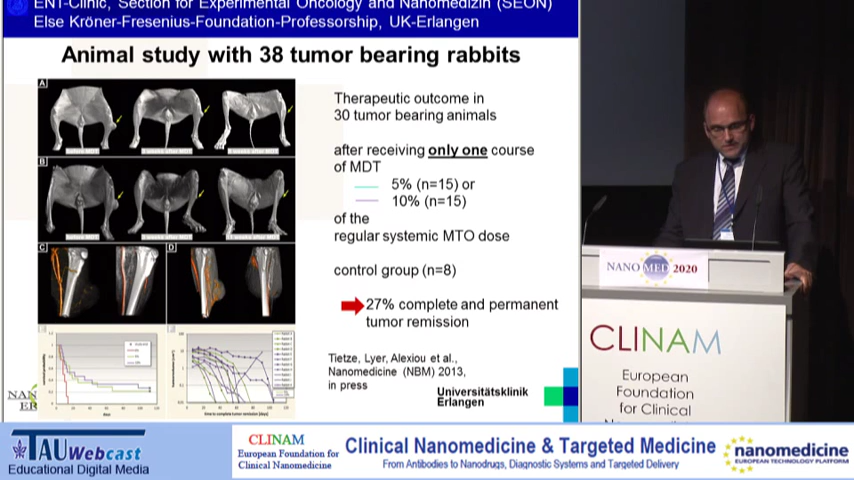 ENT-Clinic, Section for Experimental Oncology and Nanomedizin (SEON)
Else Kröner-Fresenius-Foundation-Professorship, UK-Erlangen
Animal study with 38 tumor bearing rabbits
A
B
C
D
Therapeutic outcome in
30 tumor bearing animals
after receiving only one course
of MDT
5% (n=15) or
10% (n=15)
of the
regular systemic MTO dose
control group (n=8)
27% complete and permanent
tumor remission
Tietze, Lyer, Alexiou et al.,
Nanomedicine (NBM) 2013,
in press
Universitätsklinik
Erlangen
NANOMED 2020
CLINAM
European
Foundation
for Clinical
TAU Webcast
Educational Digital Media
CLINAM
European Foundation for
Clinical Nanomedicine
Clinical Nanomedicine & Targeted Medicine
From Antibodies to Nanodrugs, Diagnostic Systems and Targeted Delivery
nanomedicine
EUROPEAN TECHNOLOGY PLATFORM